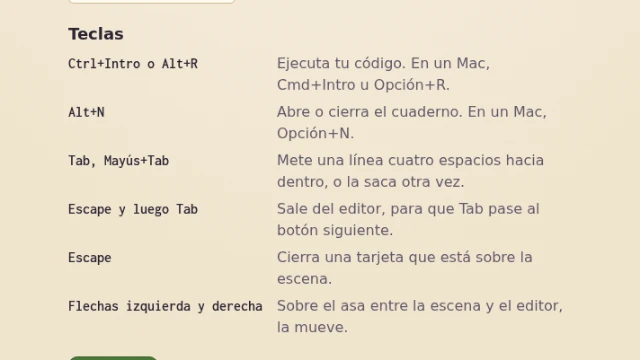 Teclas
Ctrl+Intro o Alt+R Ejecuta tu código. En un Mac,
Cmd+Intro u Opción+R.
Alt+N Abre o cierra el cuaderno. En un Mac,
Opción+N.
Tab, Mayús+Tab Mete una línea cuatro espacios hacia
dentro, o la saca otra vez.
Escape y luego Tab Sale del editor, para que Tab pase al
botón siguiente.
Escape Cierra una tarjeta que está sobre la
escena.
Flechas izquierda y derecha Sobre el asa entre la escena y el editor,
la mueve.